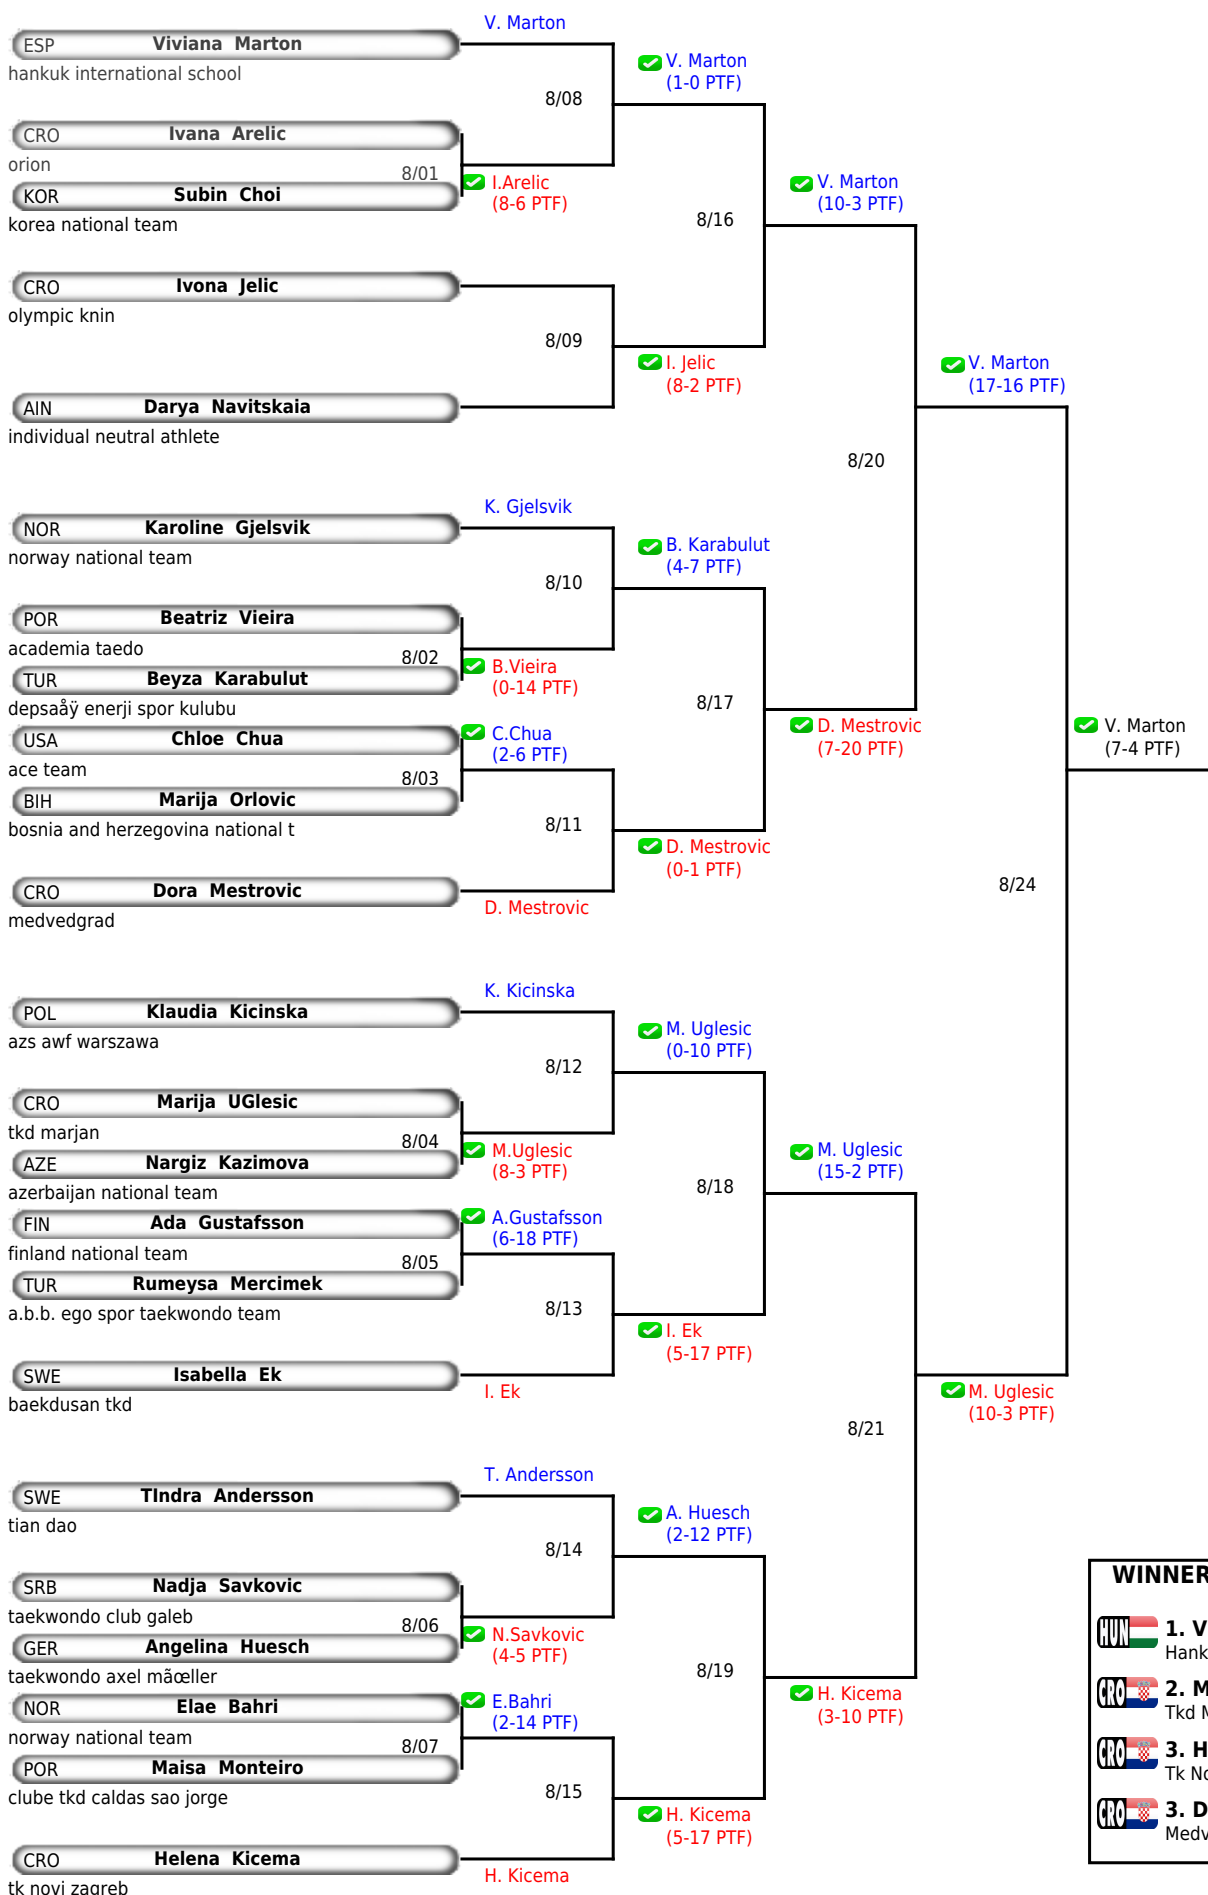 V. Marton
ESP Viviana Marton
hankuk international school
V. Marton
(1-0 PTF)
8/08
CRO Ivana Arelic
orion
8/01
KOR Subin Choi
korea national team
I.Arelic
(8-6 PTF)
V. Marton
(10-3 PTF)
8/16
CRO Ivona Jelic
olympic knin
8/09
I. Jelic
(8-2 PTF)
V. Marton
(17-16 PTF)
AIN Darya Navitskaia
individual neutral athlete
8/20
K. Gjelsvik
NOR Karoline Gjelsvik
norway national team
B. Karabulut
(4-7 PTF)
8/10
POR Beatriz Vieira
academia taedo
8/02
TUR Beyza Karabulut
depsaåÿ enerji spor kulubu
B.Vieira
(0-14 PTF)
8/17
USA Chloe Chua
ace team
C.Chua
(2-6 PTF)
D. Mestrovic
(7-20 PTF)
V. Marton
(7-4 PTF)
8/03
BIH Marija Orlovic
bosnia and herzegovina national t
8/11
D. Mestrovic
(0-1 PTF)
CRO Dora Mestrovic
medvedgrad
D. Mestrovic
8/24
K. Kicinska
POL Klaudia Kicinska
azs awf warszawa
M. Uglesic
(0-10 PTF)
8/12
CRO Marija UGlesic
tkd marjan
8/04
AZE Nargiz Kazimova
azerbaijan national team
M.Uglesic
(8-3 PTF)
M. Uglesic
(15-2 PTF)
8/18
FIN Ada Gustafsson
finland national team
A.Gustafsson
(6-18 PTF)
8/05
TUR Rumeysa Mercimek
a.b.b. ego spor taekwondo team
8/13
I. Ek
(5-17 PTF)
SWE Isabella Ek
baekdusan tkd
I. Ek
M. Uglesic
(10-3 PTF)
8/21
T. Andersson
SWE TIndra Andersson
tian dao
A. Huesch
(2-12 PTF)
8/14
SRB Nadja Savkovic
taekwondo club galeb
8/06
GER Angelina Huesch
taekwondo axel mãœller
N.Savkovic
(4-5 PTF)
8/19
NOR Elae Bahri
norway national team
E.Bahri
(2-14 PTF)
H. Kicema
(3-10 PTF)
8/07
POR Maisa Monteiro
clube tkd caldas sao jorge
8/15
H. Kicema
(5-17 PTF)
CRO Helena Kicema
tk novi zagreb
H. Kicema
WINNER
HUN 1. V
Hank
CRO 2. M
Tkd M
CRO 3. H
Tk No
CRO 3. D
Medv